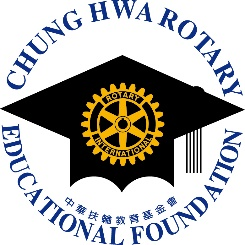 CHUNG HWA ROTARY
ROTARY
INTERNATIONAL
中華扶輪教育基金會
EDUCATIONAL FOUNDATION